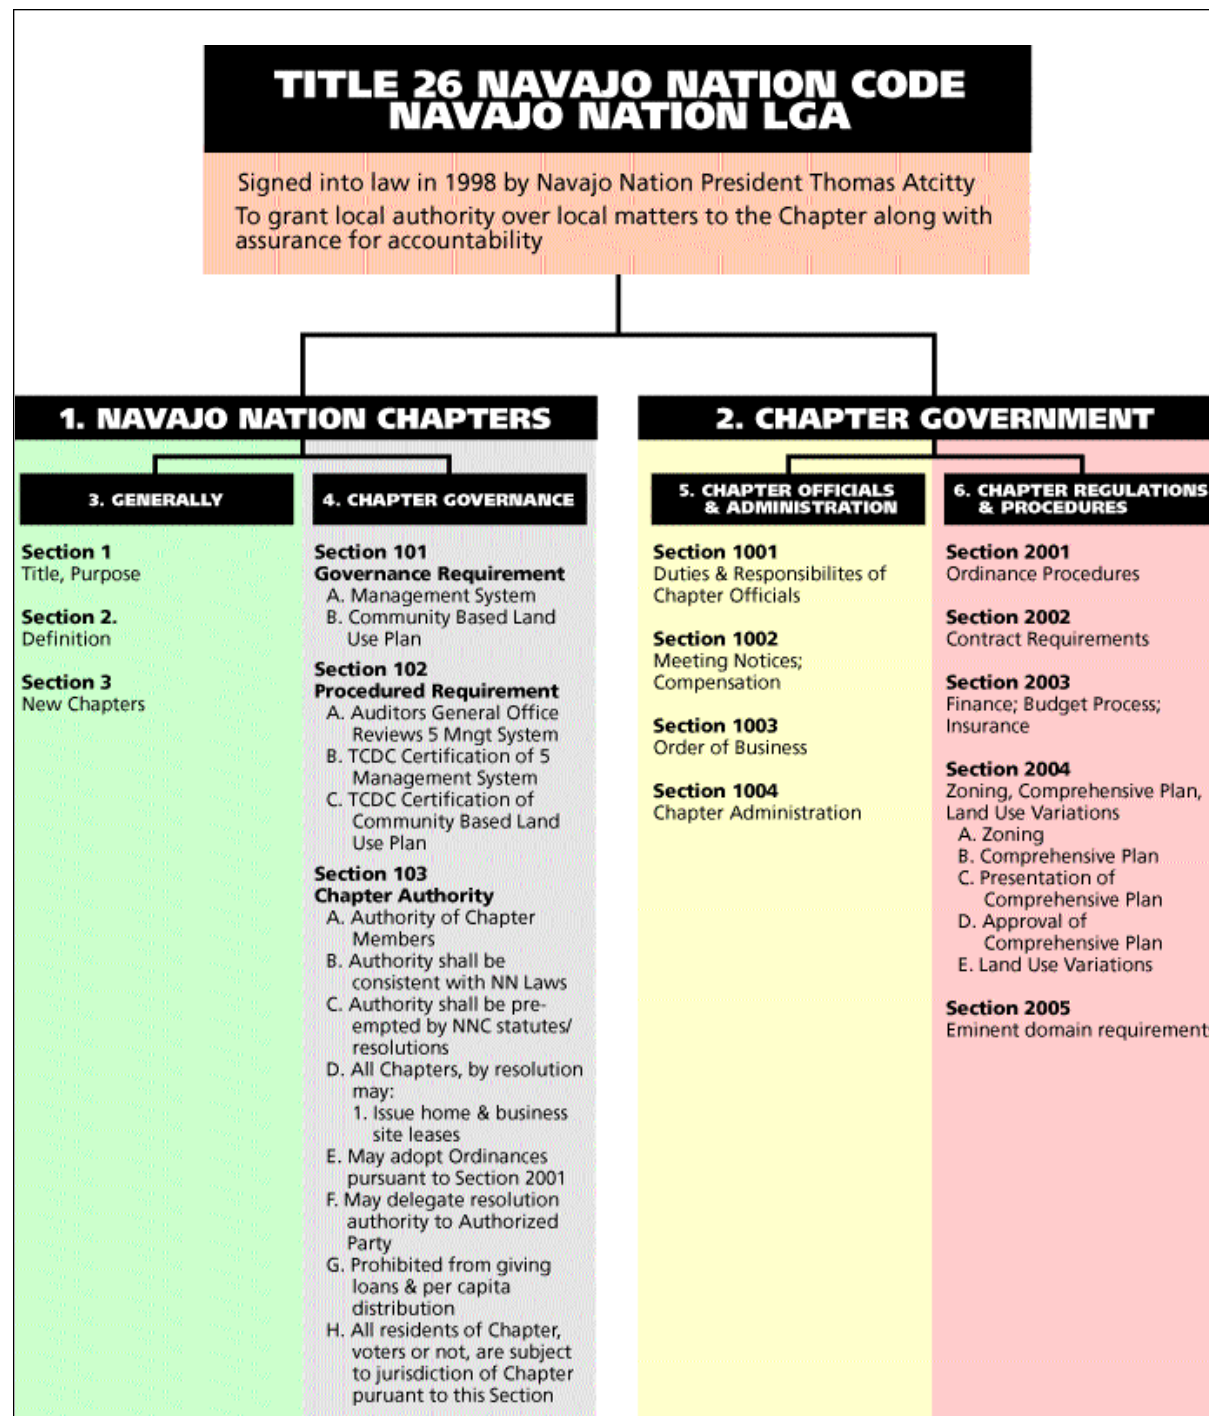 TITLE 26 NAVAJO NATION CODE
NAVAJO NATION LGA
Signed into law in 1998 by Navajo Nation President Thomas Atcitty
To grant local authority over local matters to the Chapter along with
assurance for accountability
1. NAVAJO NATION CHAPTERS
3. GENERALLY
Section 1
Title, Purpose
Section 2.
Definition
Section 3
New Chapters
4. CHAPTER GOVERNANCE
Section 101
Governance Requirement
A. Management System
B. Community Based Land
Use Plan
Section 102
Procedured Requirement
A. Auditors General Office
Reviews 5 Mngt System
B. TCDC Certification of 5
Management System
C. TCDC Certification of
Community Based Land
Use Plan
Section 103
Chapter Authority
A. Authority of Chapter
Members
B. Authority shall be
consistent with NN Laws
C. Authority shall be pre-
empted by NNC statutes/
resolutions
D. All Chapters, by resolution
may:
1. Issue home & business
site leases
E. May adopt Ordinances
pursuant to Section 2001
F. May delegate resolution
authority to Authorized
Party
G. Prohibited from giving
loans & per capita
distribution
H. All residents of Chapter,
voters or not, are subject
to jurisdiction of Chapter
puruant to this Section
2. CHAPTER GOVERNMENT
5. CHAPTER OFFICIALS
& ADMINISTRATION
Section 1001
Duties & Responsibilites of
Chapter Officials
Section 1002
Meeting Notices;
Compensation
Section 1003
Order of Business
Section 1004
Chapter Administration
6. CHAPTER REGULATIONS
& PROCEDURES
Section 2001
Ordinance Procedures
Section 2002
Contract Requirements
Section 2003
Finance; Budget Process;
Insurance
Section 2004
Zoning, Comprehensive Plan,
Land Use Variations
A. Zoning
B. Comprehensive Plan
C. Presentation of
Comprehensive Plan
D. Approval of
Comprehensive Plan
E. Land Use Variations
Section 2005
Eminent domain requirements